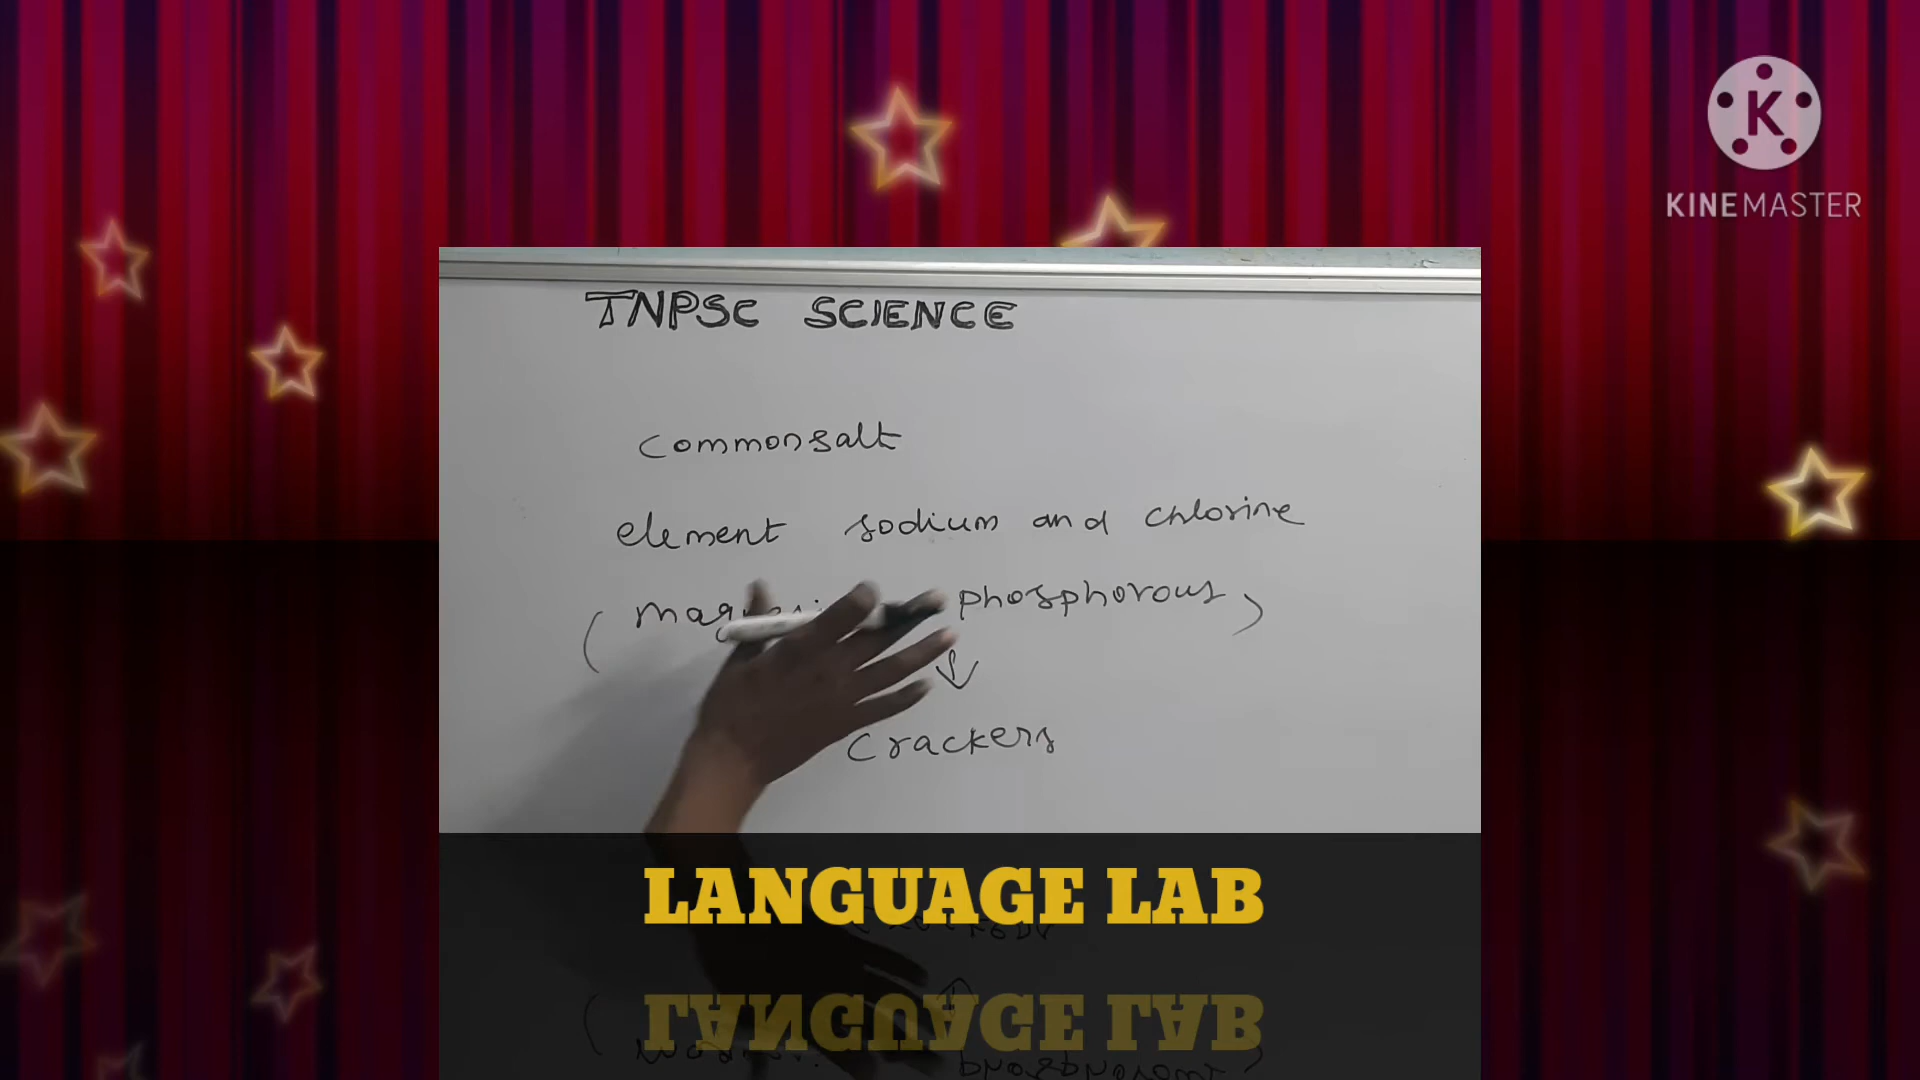 KINEMASTER
TNPSC SCIENCE
commonsalt
element sodium and chlorine
( phosphorous )
crackers
LANGUAGE LAB